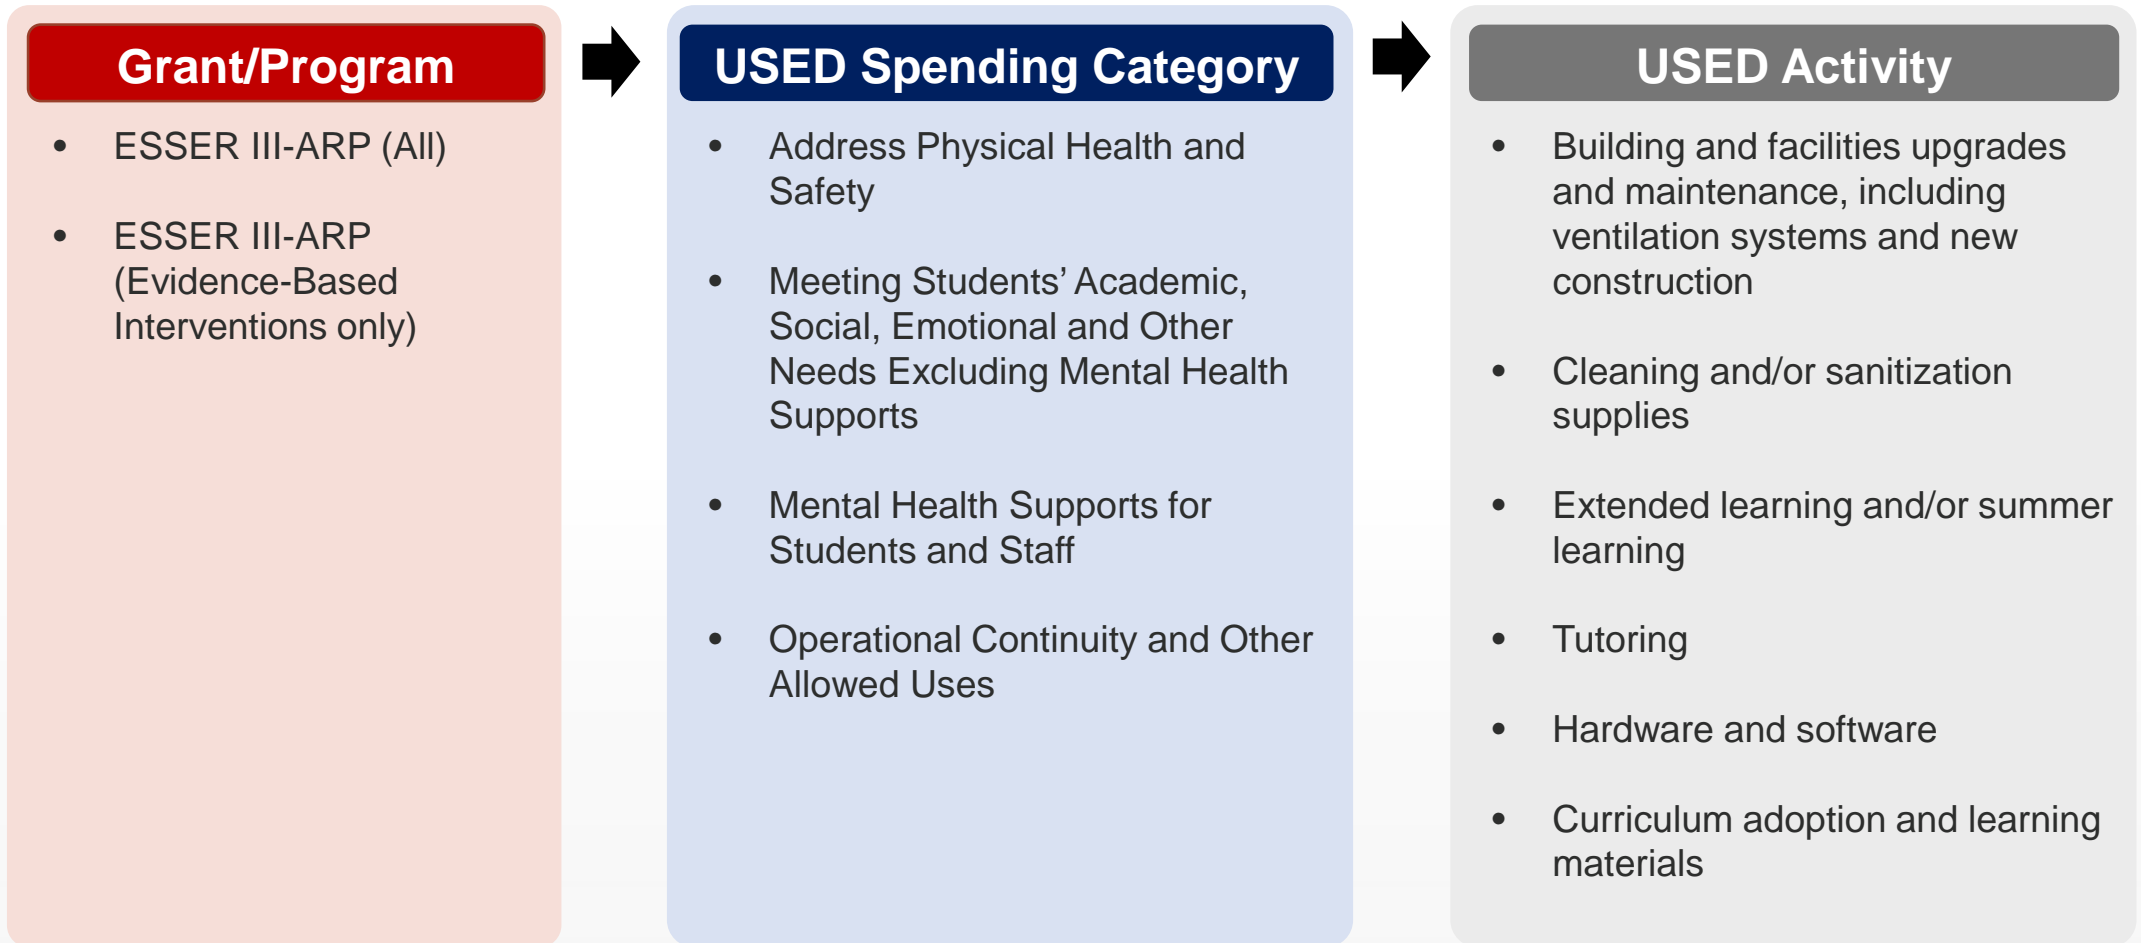 Grant/Program
• ESSER III-ARP (All)
• ESSER III-ARP
(Evidence-Based
Interventions only)
USED Spending Category
• Address Physical Health and
Safety
• Meeting Students’ Academic,
Social, Emotional and Other
Needs Excluding Mental Health
Supports
• Mental Health Supports for
Students and Staff
• Operational Continuity and Other
Allowed Uses
USED Activity
• Building and facilities upgrades
and maintenance, including
ventilation systems and new
construction
• Cleaning and/or sanitization
supplies
• Extended learning and/or summer
learning
• Tutoring
• Hardware and software
• Curriculum adoption and learning
materials